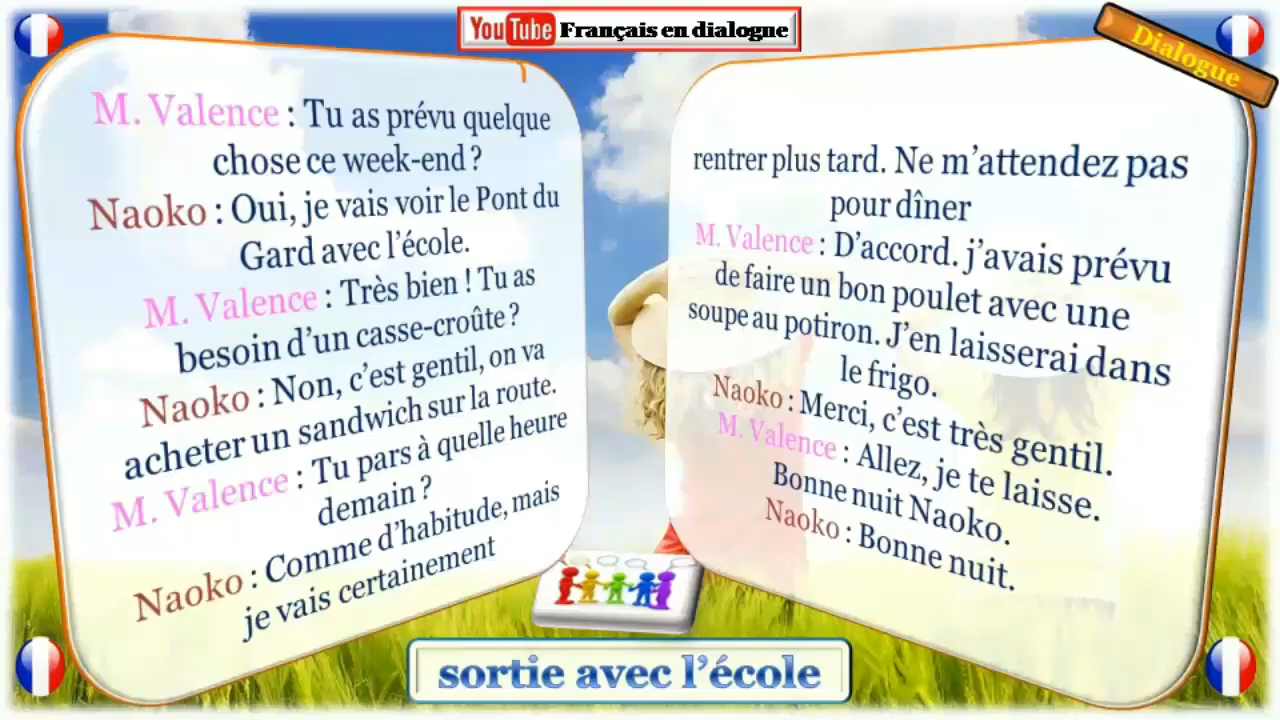 YouTube Français en dialogue
Dialogue
M. Valence : Tu as prévu quelque
chose ce week-end ?
Naoko : Oui, je vais voir le Pont du
Gard avec l'école.
M. Valence : Très bien ! Tu as
besoin d'un casse-croûte ?
Naoko : Non, c'est gentil, on va
acheter un sandwich sur la route.
M. Valence : Tu pars à quelle heure
demain ?
Naoko : Comme d'habitude, mais
je vais certainement
rentrer plus tard. Ne m'attendez pas
pour dîner
M. Valence : D'accord. j'avais prévu
de faire un bon poulet avec une
soupe au potiron. J'en laisserai dans
le frigo.
Naoko : Merci, c'est très gentil.
M. Valence : Allez, je te laisse.
Bonne nuit Naoko.
Naoko : Bonne nuit.
sortie avec l'école